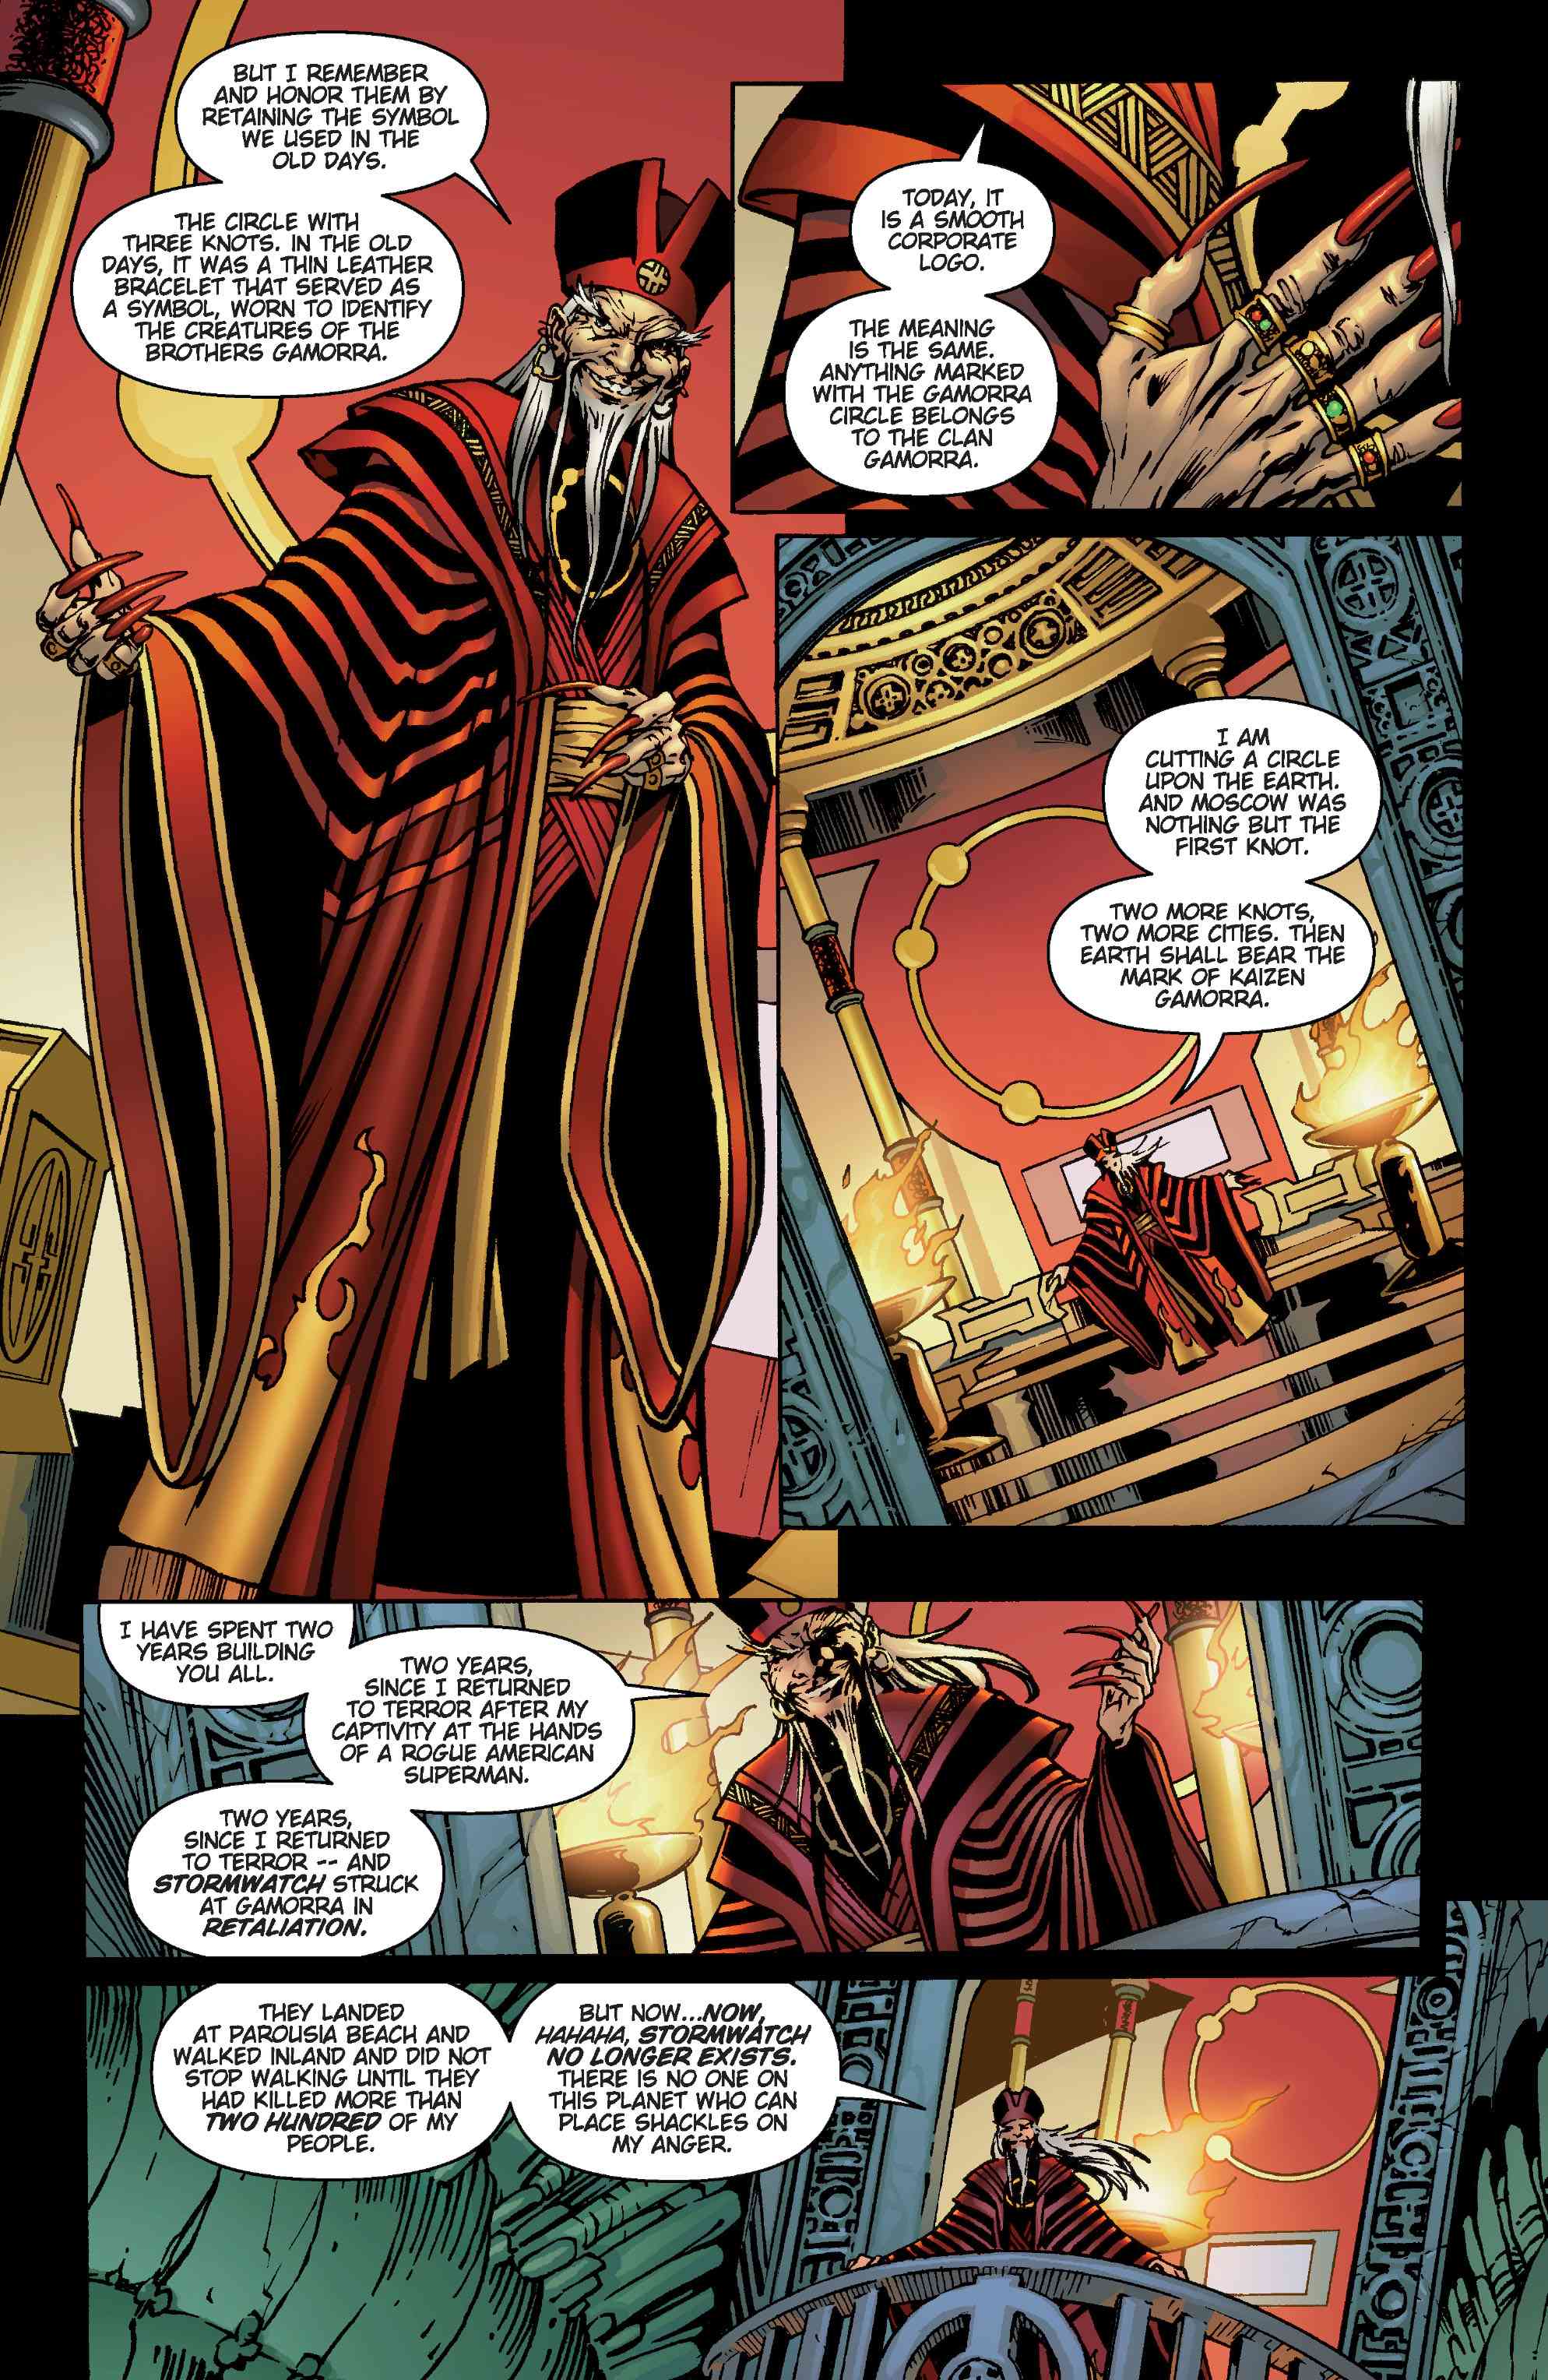 BUT I REMEMBER
AND HONOR THEM BY
RETAINING THE SYMBOL
WE USED IN THE
OLD DAYS.
THE CIRCLE WITH
THREE KNOTS. IN THE OLD
DAYS, IT WAS A THIN LEATHER
BRACELET THAT SERVED AS
A SYMBOL, WORN TO IDENTIFY
THE CREATURES OF THE
BROTHERS GAMORRA.
TODAY, IT
IS A SMOOTH
CORPORATE
LOGO.
THE MEANING
IS THE SAME.
ANYTHING MARKED
WITH THE GAMORRA
CIRCLE BELONGS
TO THE CLAN
GAMORRA.
I AM
CUTTING A CIRCLE
UPON THE EARTH.
AND MOSCOW WAS
NOTHING BUT THE
FIRST KNOT.
TWO MORE KNOTS,
TWO MORE CITIES. THEN
EARTH SHALL BEAR THE
MARK OF KAIZEN
GAMORRA.
I HAVE SPENT TWO
YEARS BUILDING
YOU ALL.
TWO YEARS,
SINCE I RETURNED
TO TERROR AFTER MY
CAPTIVITY AT THE HANDS
OF A ROGUE AMERICAN
SUPERMAN.
TWO YEARS,
SINCE I RETURNED
TO TERROR -- AND
STORMWATCH STRUCK
AT GAMORRA IN
RETALIATION.
THEY LANDED
AT PAROUSIA BEACH AND
WALKED INLAND AND DID NOT
STOP WALKING UNTIL THEY
HAD KILLED MORE THAN
TWO HUNDRED OF MY
PEOPLE.
BUT NOW...NOW,
HAHAHA, STORMWATCH
NO LONGER EXISTS.
THERE IS NO ONE ON
THIS PLANET WHO CAN
PLACE SHACKLES ON
MY ANGER.